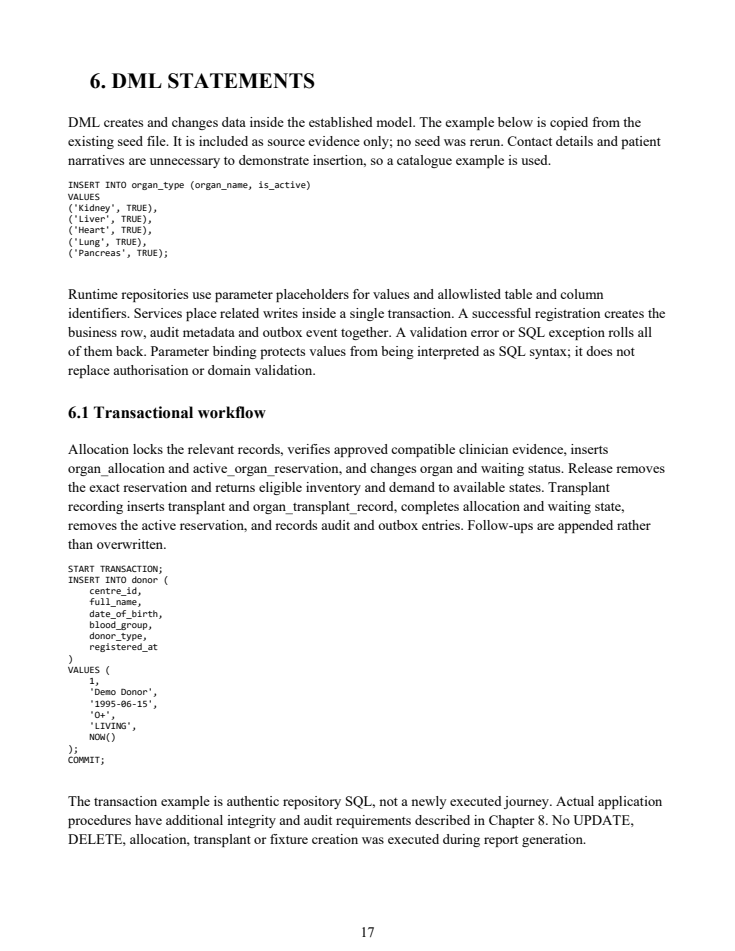 6. DML STATEMENTS
DML creates and changes data inside the established model. The example below is copied from the
existing seed file. It is included as source evidence only; no seed was rerun. Contact details and patient
narratives are unnecessary to demonstrate insertion, so a catalogue example is used.
INSERT INTO organ_type (organ_name, is_active)
VALUES
('Kidney', TRUE),
('Liver', TRUE),
('Heart', TRUE),
('Lung', TRUE),
('Pancreas', TRUE);
Runtime repositories use parameter placeholders for values and allowlisted table and column
identifiers. Services place related writes inside a single transaction. A successful registration creates the
business row, audit metadata and outbox event together. A validation error or SQL exception rolls all
of them back. Parameter binding protects values from being interpreted as SQL syntax; it does not
replace authorisation or domain validation.
6.1 Transactional workflow
Allocation locks the relevant records, verifies approved compatible clinician evidence, inserts
organ_allocation and active_organ_reservation, and changes organ and waiting status. Release removes
the exact reservation and returns eligible inventory and demand to available states. Transplant
recording inserts transplant and organ_transplant_record, completes allocation and waiting state,
removes the active reservation, and records audit and outbox entries. Follow-ups are appended rather
than overwritten.
START TRANSACTION;
INSERT INTO donor (
    centre_id,
    full_name,
    date_of_birth,
    blood_group,
    donor_type,
    registered_at
)
VALUES (
    1,
    'Demo Donor',
    '1995-06-15',
    'O+',
    'LIVING',
    NOW()
);
COMMIT;
The transaction example is authentic repository SQL, not a newly executed journey. Actual application
procedures have additional integrity and audit requirements described in Chapter 8. No UPDATE,
DELETE, allocation, transplant or fixture creation was executed during report generation.
17